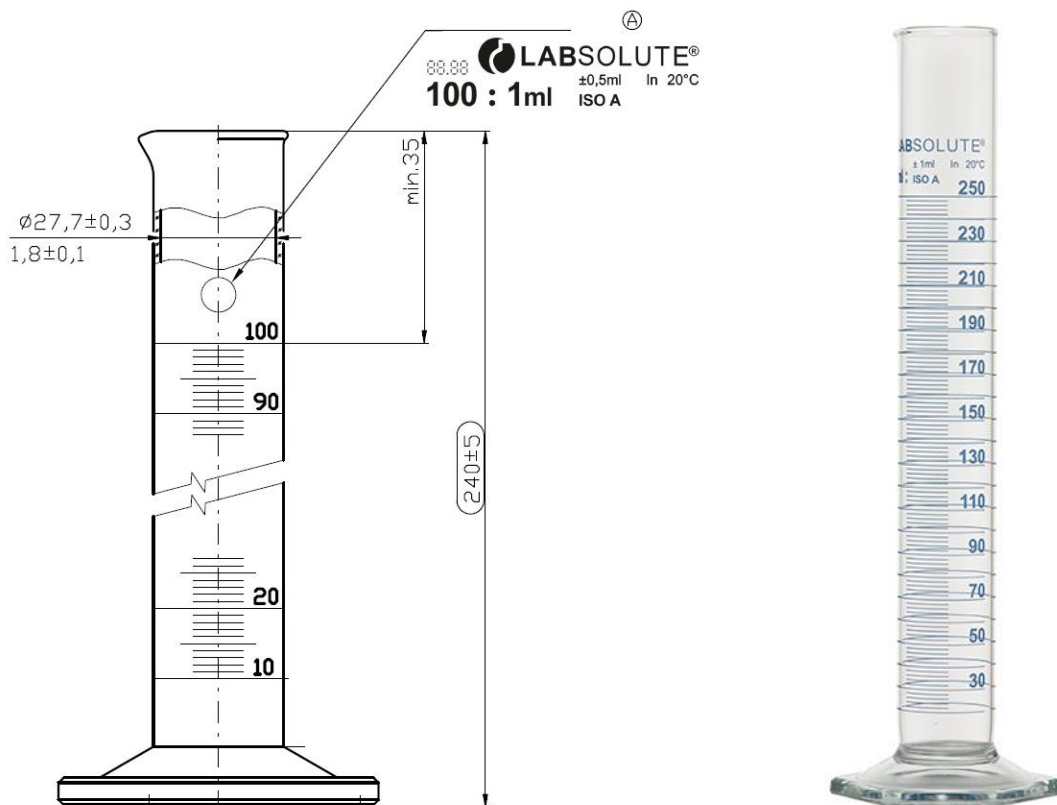 Ⓐ
88.88 LABSOLUTE®
±0,5ml In 20°C
100 : 1ml ISO A
min.35
Ø27,7±0,3
1,8±0,1
100
90
240±5
20
10
ABSOLUTE®
± 1ml In 20°C
ISO A
250
230
210
190
170
150
130
110
90
70
50
30